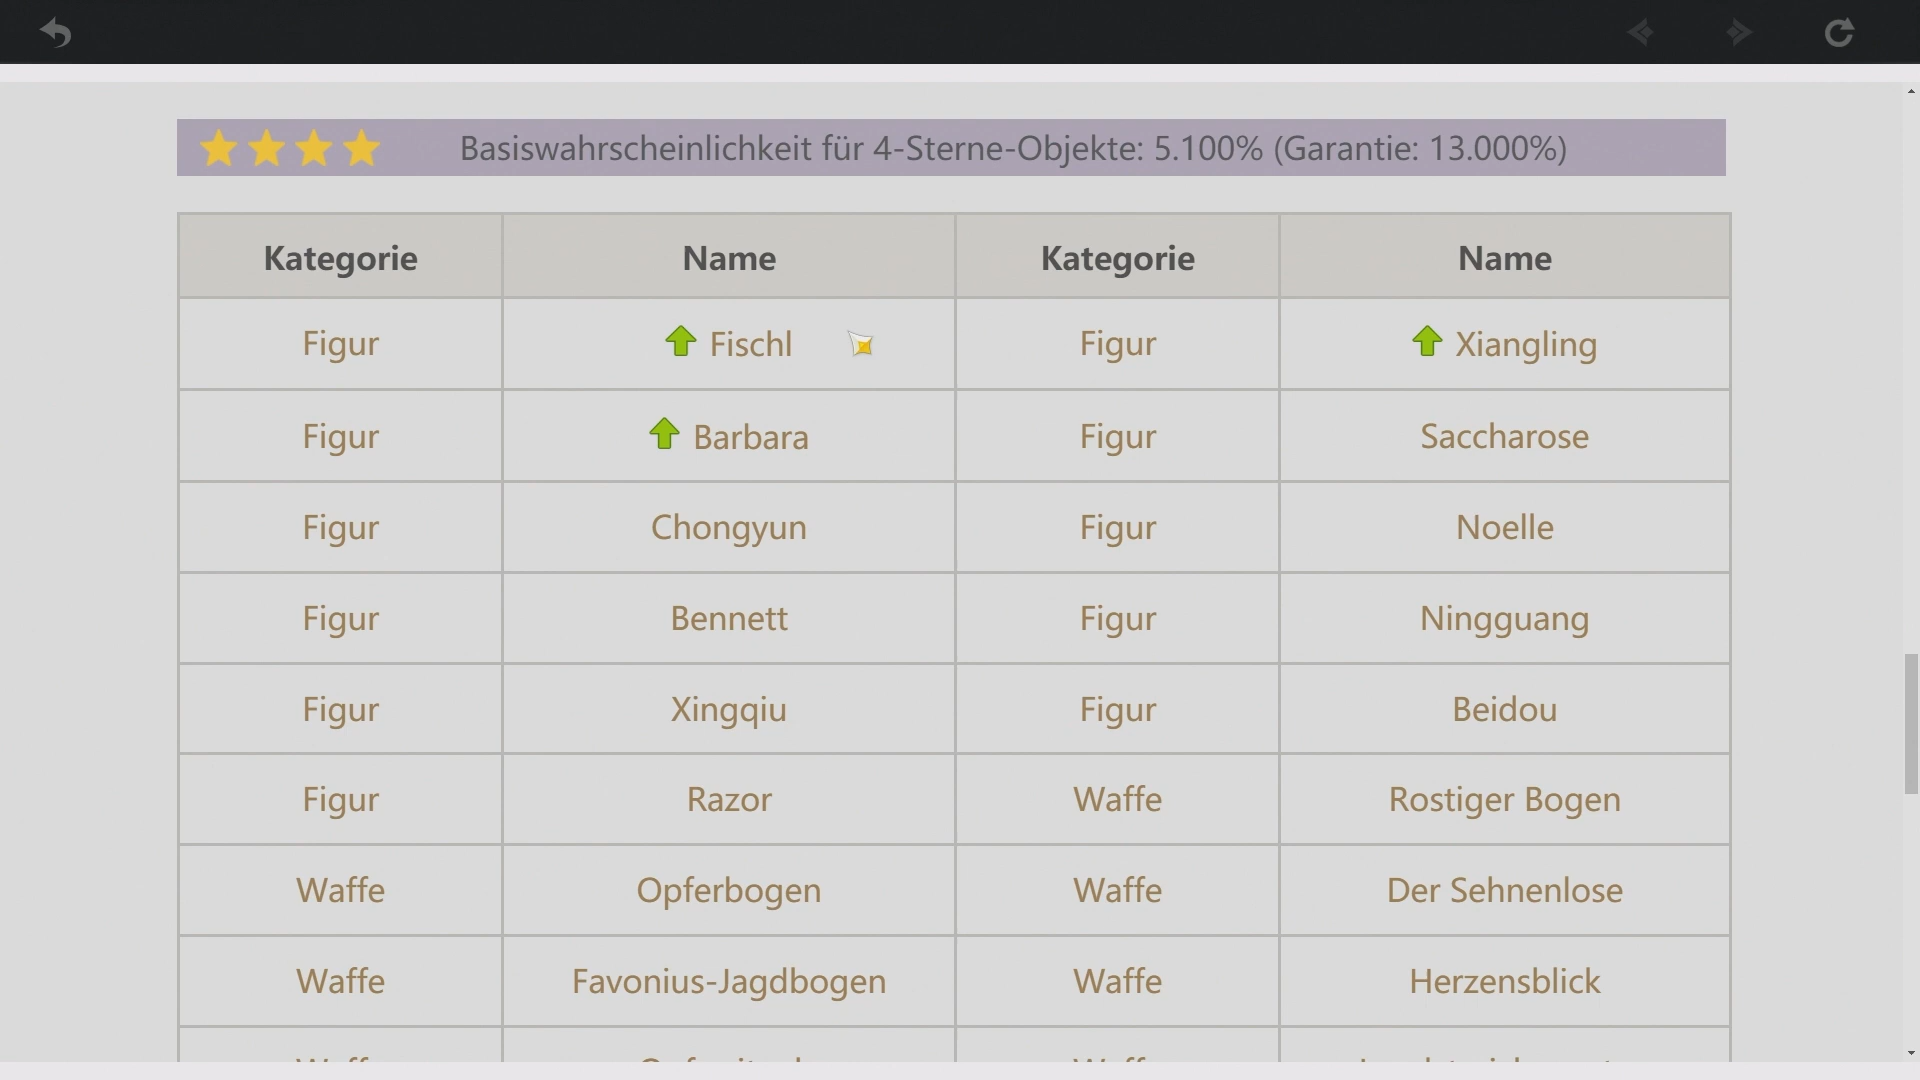 Basiswahrscheinlichkeit für 4-Sterne-Objekte: 5.100% (Garantie: 13.000%)
Kategorie Name Kategorie Name
Figur Fischl Figur Xiangling
Figur Barbara Figur Saccharose
Figur Chongyun Figur Noelle
Figur Bennett Figur Ningguang
Figur Xingqiu Figur Beidou
Figur Razor Waffe Rostiger Bogen
Waffe Opferbogen Waffe Der Sehnenlose
Waffe Favonius-Jagdbogen Waffe Herzensblick